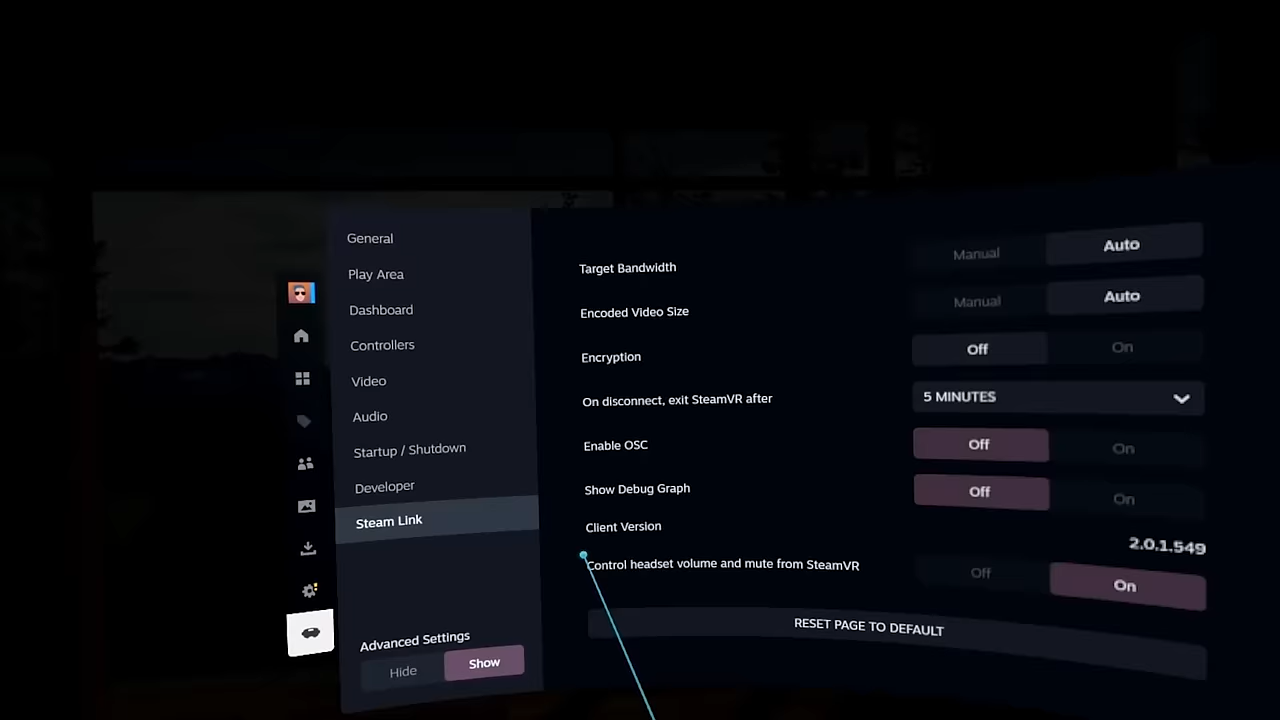 General
Play Area
Dashboard
Controllers
Video
Audio
Startup / Shutdown
Developer
Steam Link
Advanced Settings
Hide Show
Target Bandwidth Manual Auto
Encoded Video Size Manual Auto
Encryption Off On
On disconnect, exit SteamVR after 5 MINUTES
Enable OSC Off On
Show Debug Graph Off On
Client Version 2.0.1.549
Control headset volume and mute from SteamVR Off On
RESET PAGE TO DEFAULT